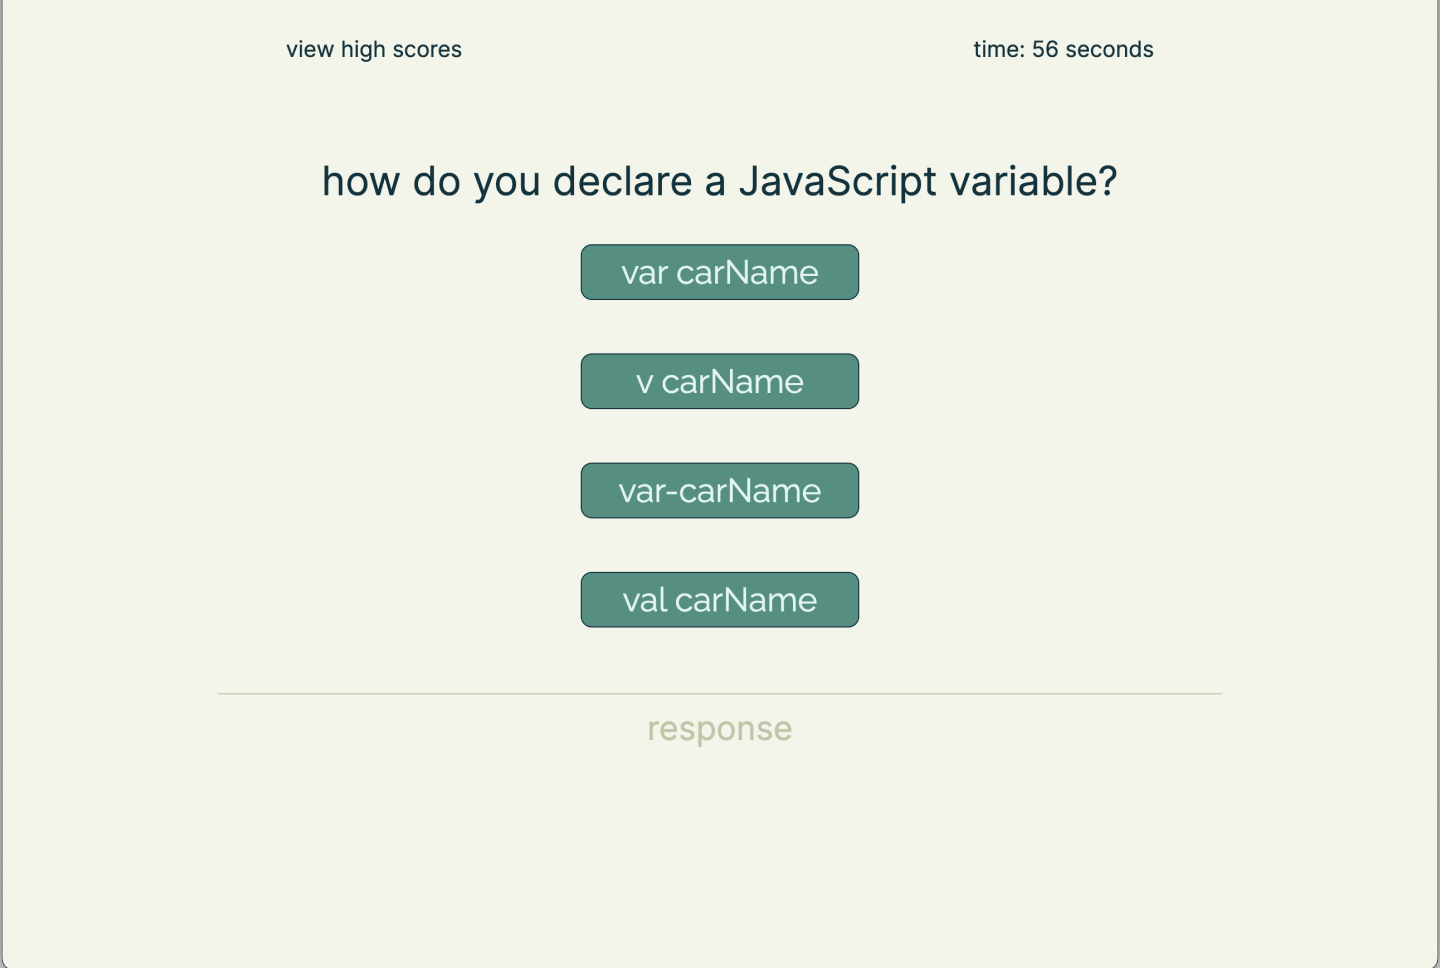 view high scores
time: 56 seconds
how do you declare a JavaScript variable?
var carName
v carName
var-carName
val carName
response